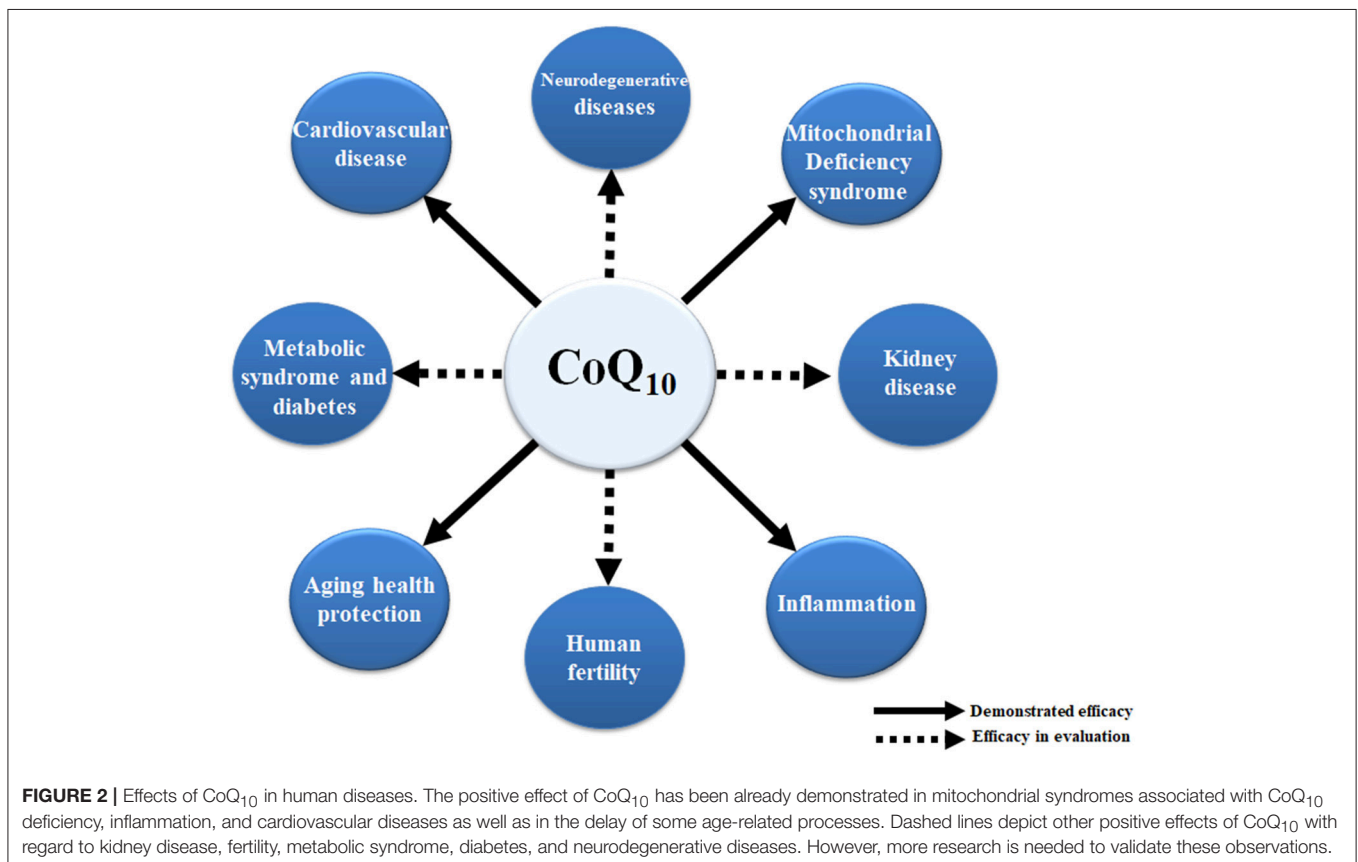 Neurodegenerative
diseases
Cardiovascular
disease
Mitochondrial
Deficiency
syndrome
Metabolic
syndrome and
diabetes
CoQ10
Kidney
disease
Aging health
protection
Human
fertility
Inflammation
Demonstrated efficacy
Efficacy in evaluation
FIGURE 2 | Effects of CoQ10 in human diseases. The positive effect of CoQ10 has been already demonstrated in mitochondrial syndromes associated with CoQ10
deficiency, inflammation, and cardiovascular diseases as well as in the delay of some age-related processes. Dashed lines depict other positive effects of CoQ10 with
regard to kidney disease, fertility, metabolic syndrome, diabetes, and neurodegenerative diseases. However, more research is needed to validate these observations.